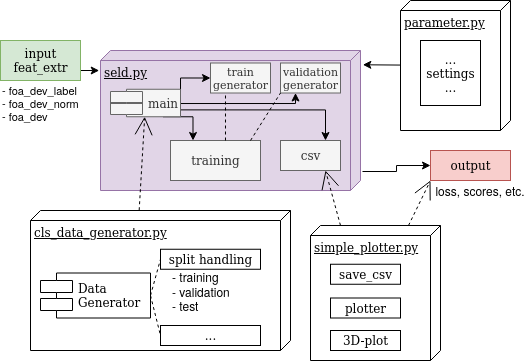 input
feat_extr
- foa_dev_label
- foa_dev_norm
- foa_dev
seld.py
main
train
generator
validation
generator
training
csv
parameter.py
...
settings
...
output
loss, scores, etc.
cls_data_generator.py
Data
Generator
split handling
- training
- validation
- test
...
simple_plotter.py
save_csv
plotter
3D-plot